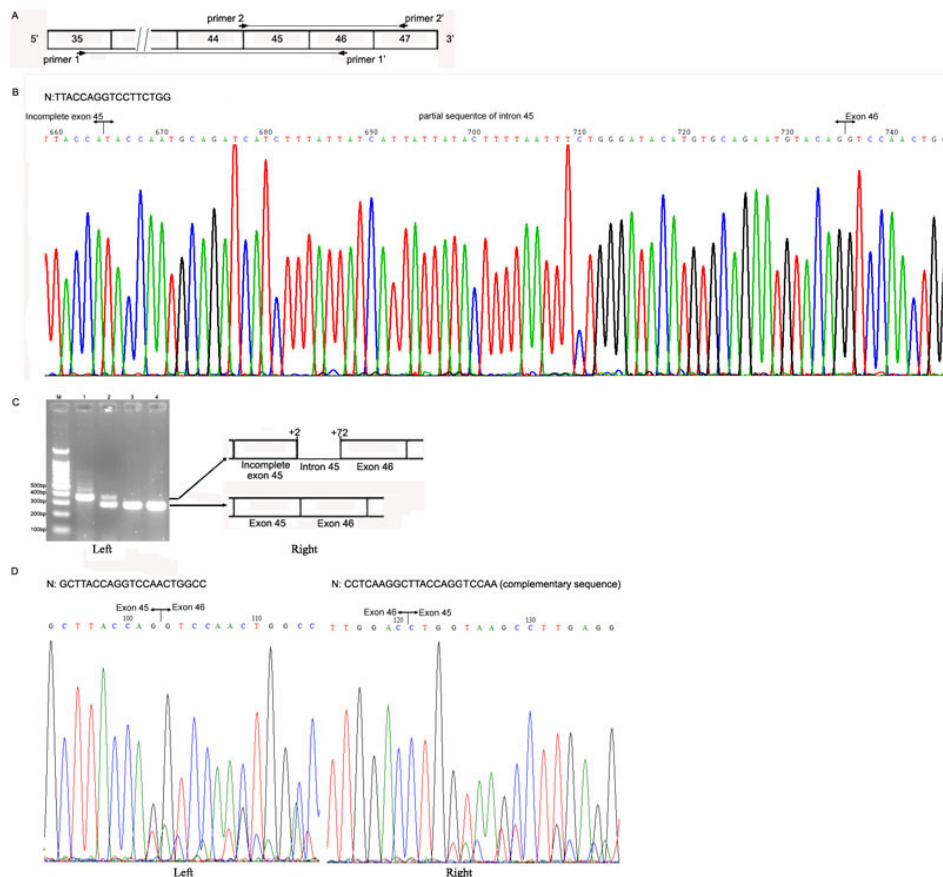 A
primer 2
primer 2'
5'
35
44
45
46
47
3'
primer 1
primer 1'
B
N:TTACCAGGTCCTTCTGG
Incomplete exon 45
partial sequentce of intron 45
Exon 46
660 670 680 690 700 710 720 730 740
C
M 1 2 3 4
500bp
400bp
300bp
200bp
100bp
Left
+2
+72
Incomplete
exon 45
Intron 45
Exon 46
Exon 45
Exon 46
Right
D
N: GCTTACCAGGTCCAACTGGCC
N: CCTCAAGGCTTACCAGGTCCAA (complementary sequence)
Exon 45
Exon 46
100
110
G C T T A C C A G G T C C A A C T G G C C
Exon 46
Exon 45
120
130
T T G G A C C T G G T A A G C C T T G A G G
Left
Right